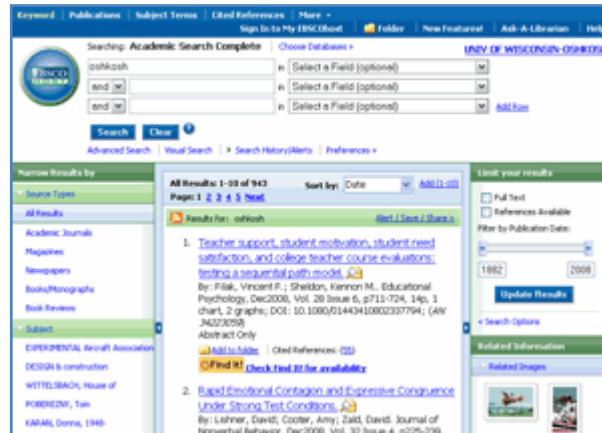 Keyword Publications Subject Terms Cited References More
Sign In to My EBSCOhost Folder New Features! Ask-A-Librarian Help
Searching: Academic Search Complete Choose Databases »
UNIV OF WISCONSIN-OSHKOSH
EBSCO HOST
oshkosh in Select a Field (optional)
and in Select a Field (optional)
and in Select a Field (optional) Add Row
Search Clear
Advanced Search Visual Search Search History/Alerts Preferences »
Narrow Results by
Source Types
All Results
Academic Journals
Magazines
Newspapers
Books/Monographs
Book Reviews
Subject
EXPERIMENTAL Aircraft Association
DESIGN & construction
WITTELSBACH, House of
POBEREZNY, Tom
KARAN, Donna, 1948-
All Results: 1-10 of 943 Sort by: Date Add (1-10)
Page: 1 2 3 4 5 Next
Results for: oshkosh Alert / Save / Share »
1. Teacher support, student motivation, student need
satisfaction, and college teacher course evaluations:
testing a sequential path model.
By: Filak, Vincent F.; Sheldon, Kennon M.. Educational
Psychology, Dec2008, Vol. 28 Issue 6, p711-724, 14p, 1
chart, 2 graphs; DOI: 10.1080/01443410802337794; (AN
34223059)
Abstract Only
Add to folder Cited References: (55)
Find It! Check Find It! for availability
2. Rapid Emotional Contagion and Expressive Congruence
Under Strong Test Conditions.
By: Lishner, David; Cooter, Amy; Zald, David. Journal of
Nonverbal Behavior, Dec2008, Vol. 32 Issue 4, p225-239,
Limit your results
Full Text
References Available
Filter by Publication Date:
1882 2008
Update Results
« Search Options
Related Information
Related Images